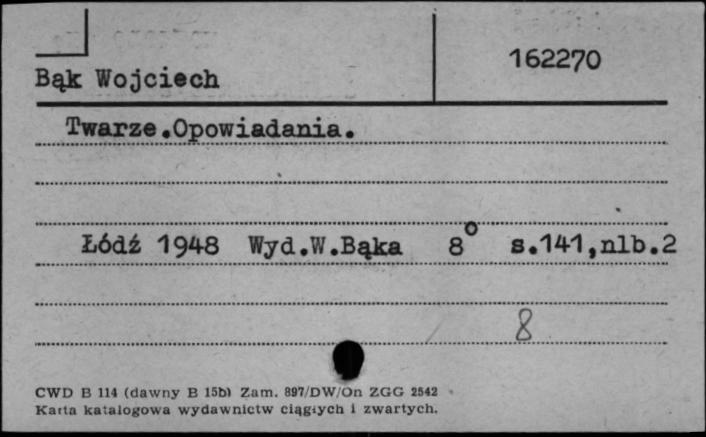 162270
Bąk Wojciech
Twarze.Opowiadania.
Łódź 1948 Wyd.W.Bąka 8° s.141,nlb.2
8
CWD B 114 (dawny B 15b) Zam. 897/DW/On ZGG 2542
Karta katalogowa wydawnictw ciągłych i zwartych.